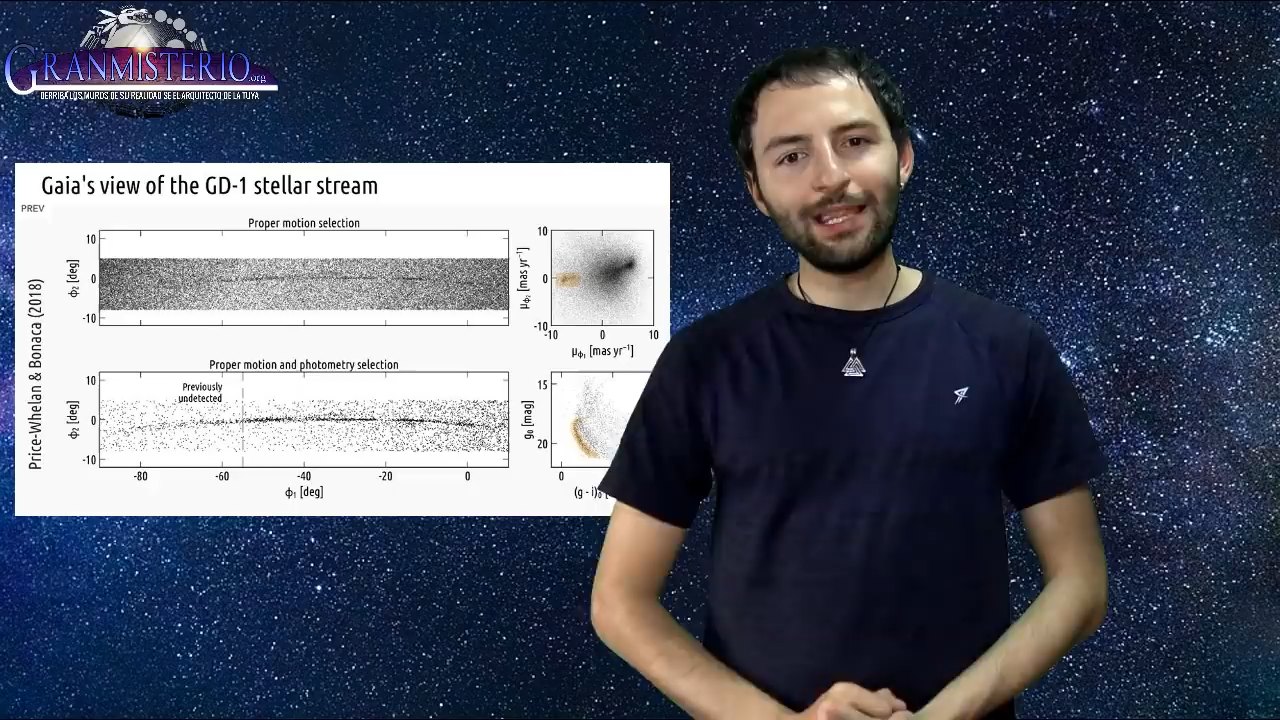 GRANMISTERIO.org
DERRIBA LOS MUROS DE SU REALIDAD SE EL ARQUITECTO DE LA TUYA
Gaia's view of the GD-1 stellar stream
PREV
Price-Whelan & Bonaca (2018)
Proper motion selection
10
0
-10
ϕ₂ [deg]
10
0
-10
μϕ₂ [mas yr⁻¹]
-10
0
10
μϕ₁ [mas yr⁻¹]
Proper motion and photometry selection
Previously
undetected
10
0
-10
ϕ₂ [deg]
-80
-60
-40
-20
0
ϕ₁ [deg]
15
20
g₀ [mag]
0
(g - i)₀ [